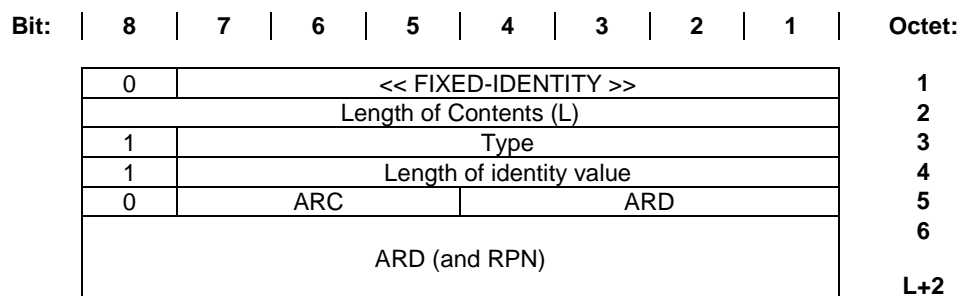 Bit: 8 7 6 5 4 3 2 1 Octet:
0 << FIXED-IDENTITY >> 1
Length of Contents (L) 2
1 Type 3
1 Length of identity value 4
0 ARC ARD 5
6
ARD (and RPN)
L+2